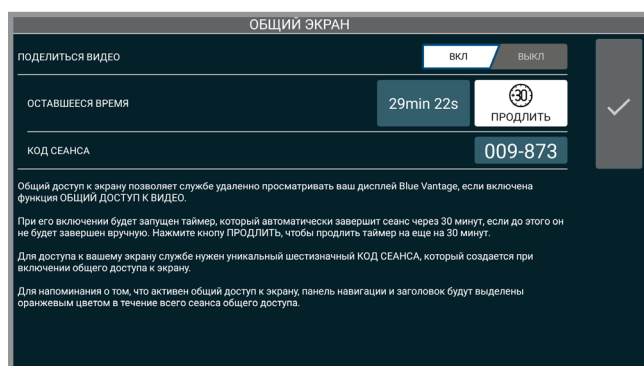 ОБЩИЙ ЭКРАН
ПОДЕЛИТЬСЯ ВИДЕО
ВКЛ
ВЫКЛ
ОСТАВШЕЕСЯ ВРЕМЯ
29min 22s
+30
ПРОДЛИТЬ
КОД СЕАНСА
009-873
Общий доступ к экрану позволяет службе удаленно просматривать ваш дисплей Blue Vantage, если включена
функция ОБЩИЙ ДОСТУП К ВИДЕО.
При его включении будет запущен таймер, который автоматически завершит сеанс через 30 минут, если до этого он
не будет завершен вручную. Нажмите кнопу ПРОДЛИТЬ, чтобы продлить таймер на еще на 30 минут.
Для доступа к вашему экрану службе нужен уникальный шестизначный КОД СЕАНСА, который создается при
включении общего доступа к экрану.
Для напоминания о том, что активен общий доступ к экрану, панель навигации и заголовок будут выделены
оранжевым цветом в течение всего сеанса общего доступа.